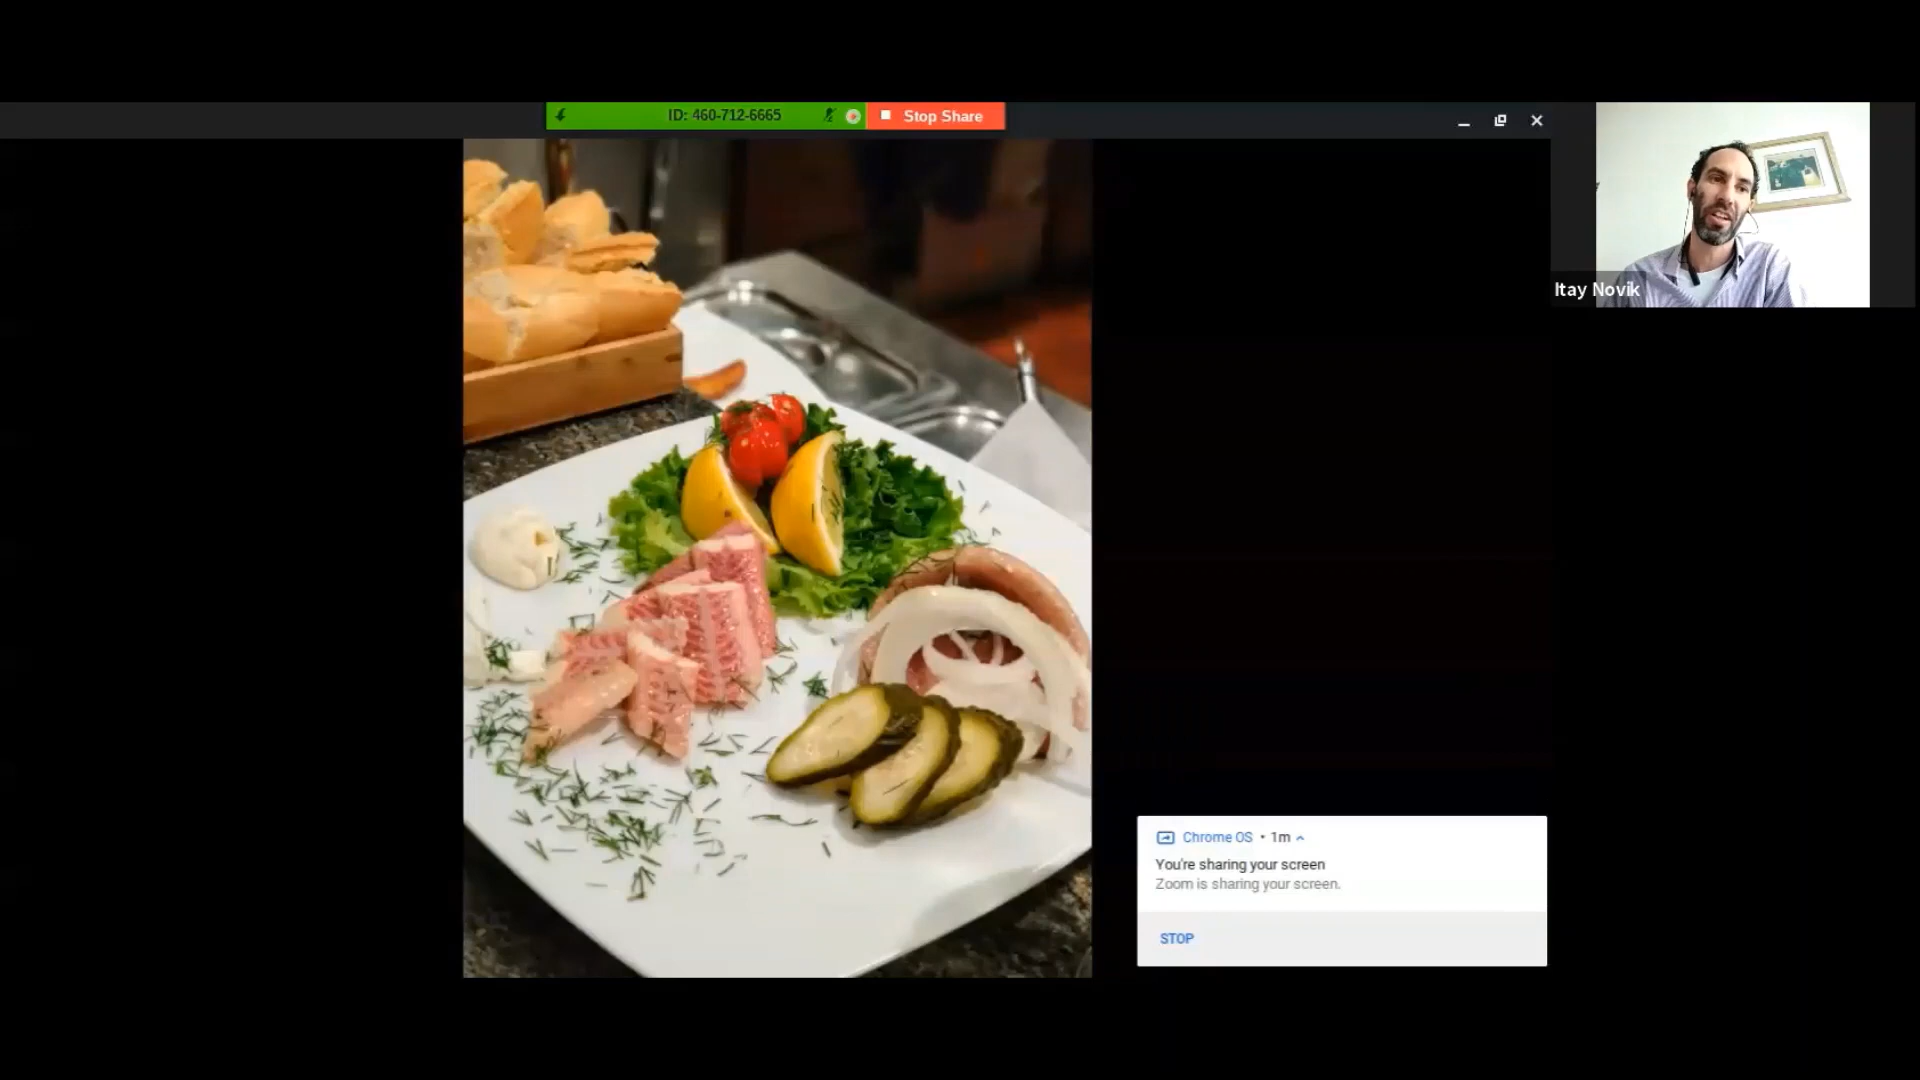 ID: 460-712-6665
Stop Share
Itay Novik
Chrome OS • 1m
You're sharing your screen
Zoom is sharing your screen.
STOP